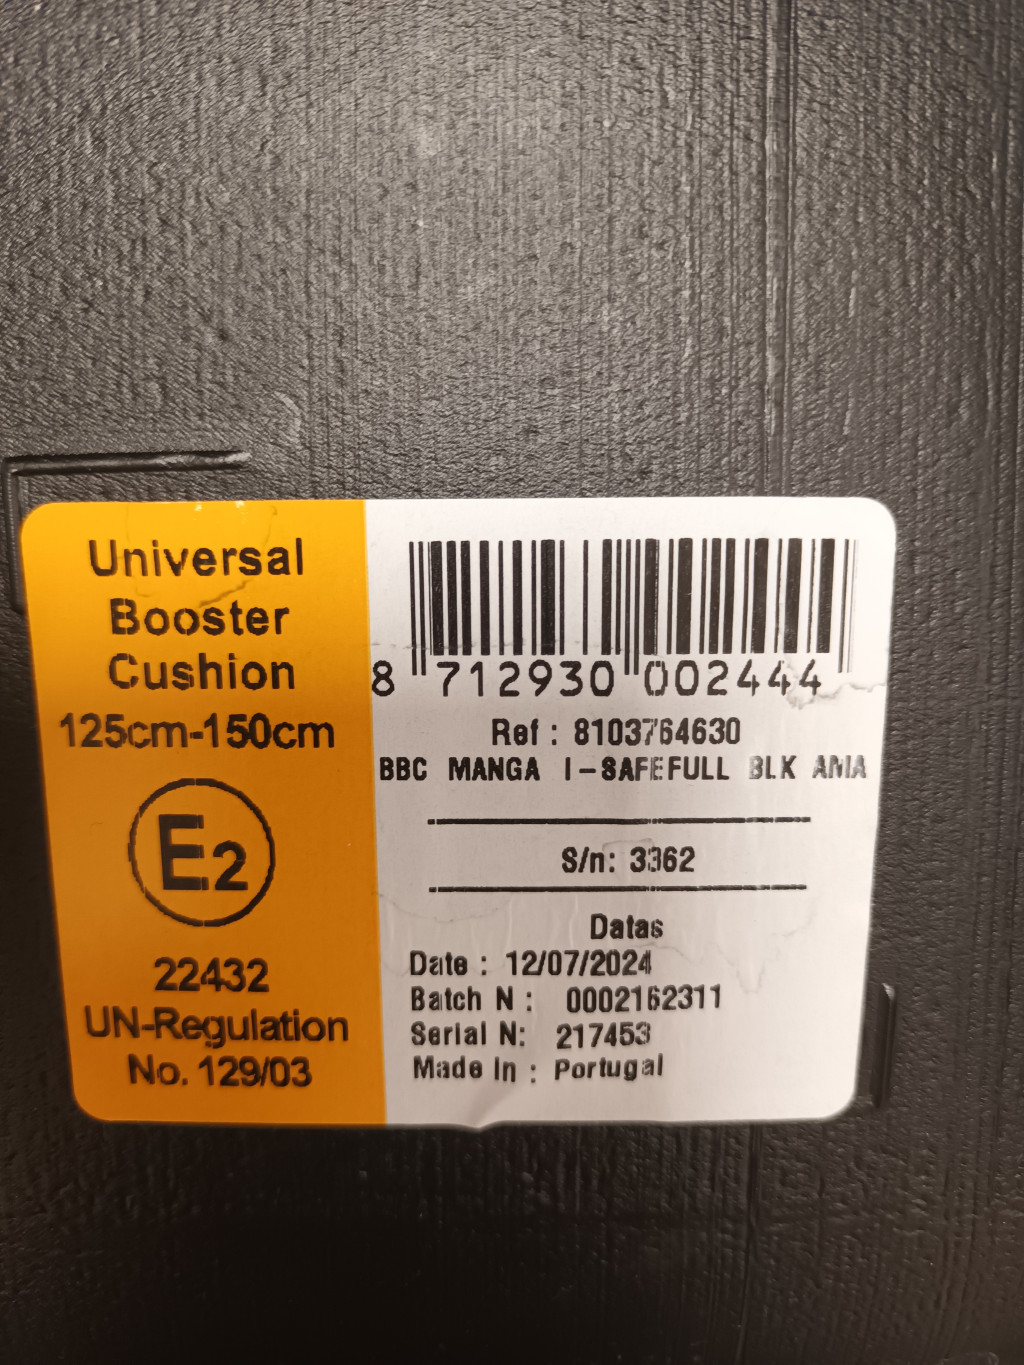 Universal
Booster
Cushion
125cm-150cm
E2
22432
UN-Regulation
No. 129/03
8 712930 002444
Ref : 8103764630
BBC MANGA I-SAFEFULL BLK AMA
S/n: 3362
Datas
Date : 12/07/2024
Batch N : 0002162311
Serial N: 217453
Made In : Portugal